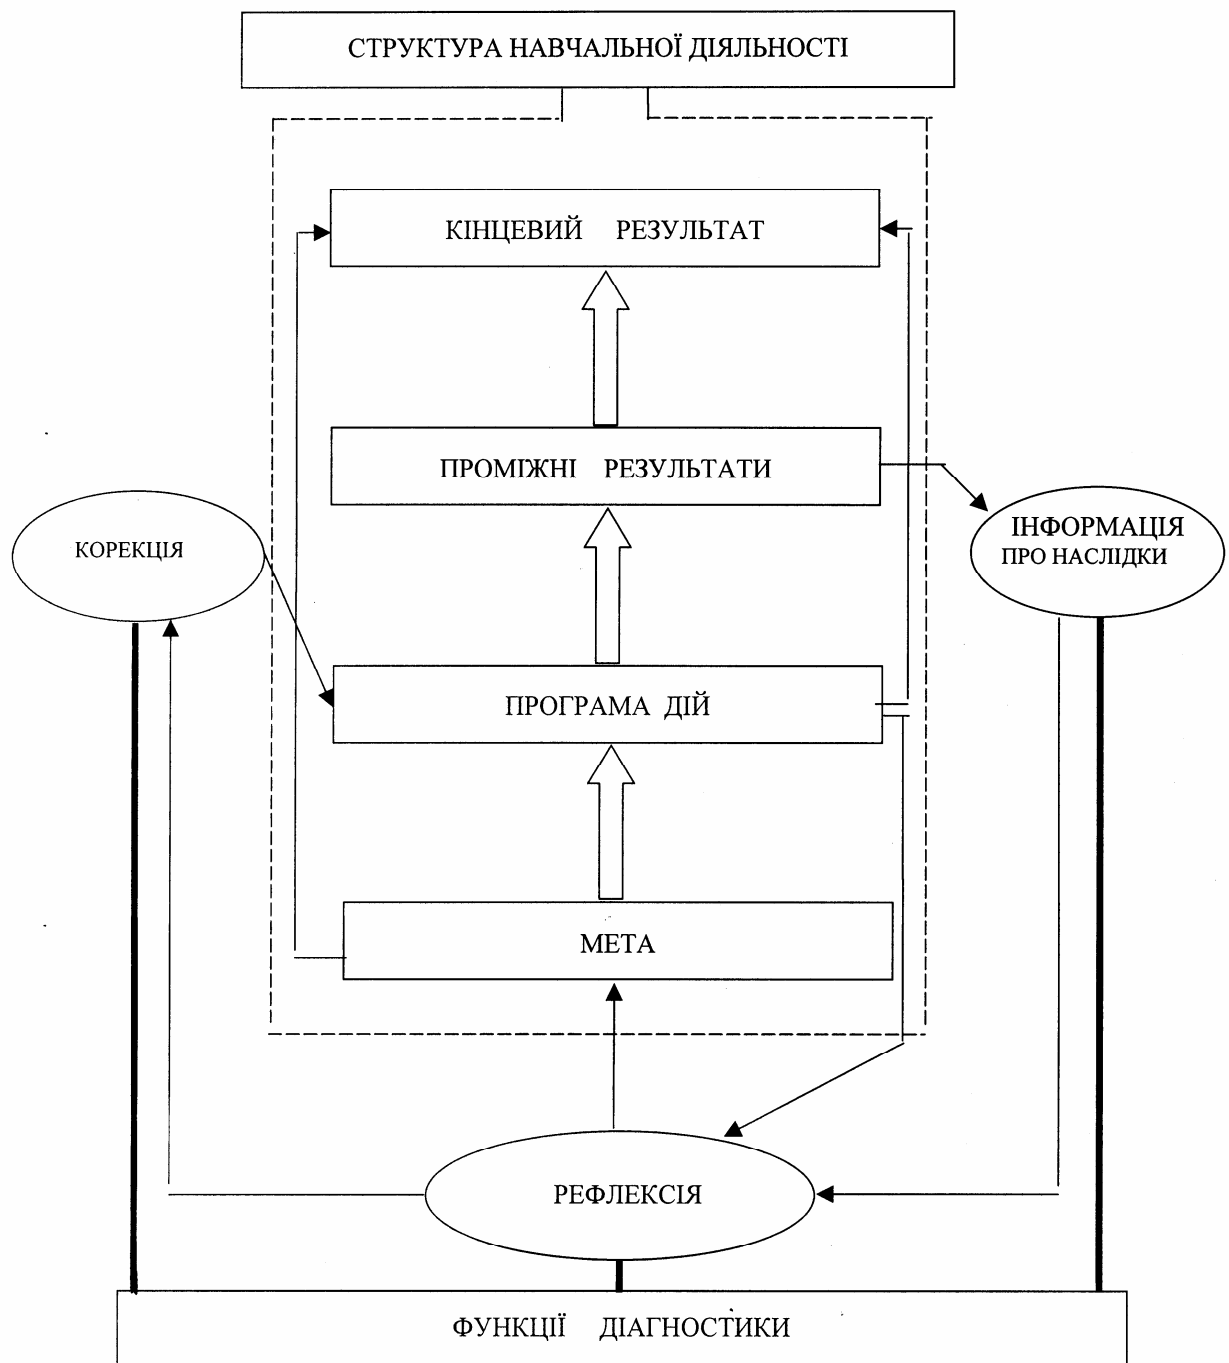 СТРУКТУРА НАВЧАЛЬНОЇ ДІЯЛЬНОСТІ
КІНЦЕВИЙ РЕЗУЛЬТАТ
ПРОМІЖНІ РЕЗУЛЬТАТИ
КОРЕКЦІЯ
ІНФОРМАЦІЯ
ПРО НАСЛІДКИ
ПРОГРАМА ДІЙ
МЕТА
РЕФЛЕКСІЯ
ФУНКЦІЇ ДІАГНОСТИКИ